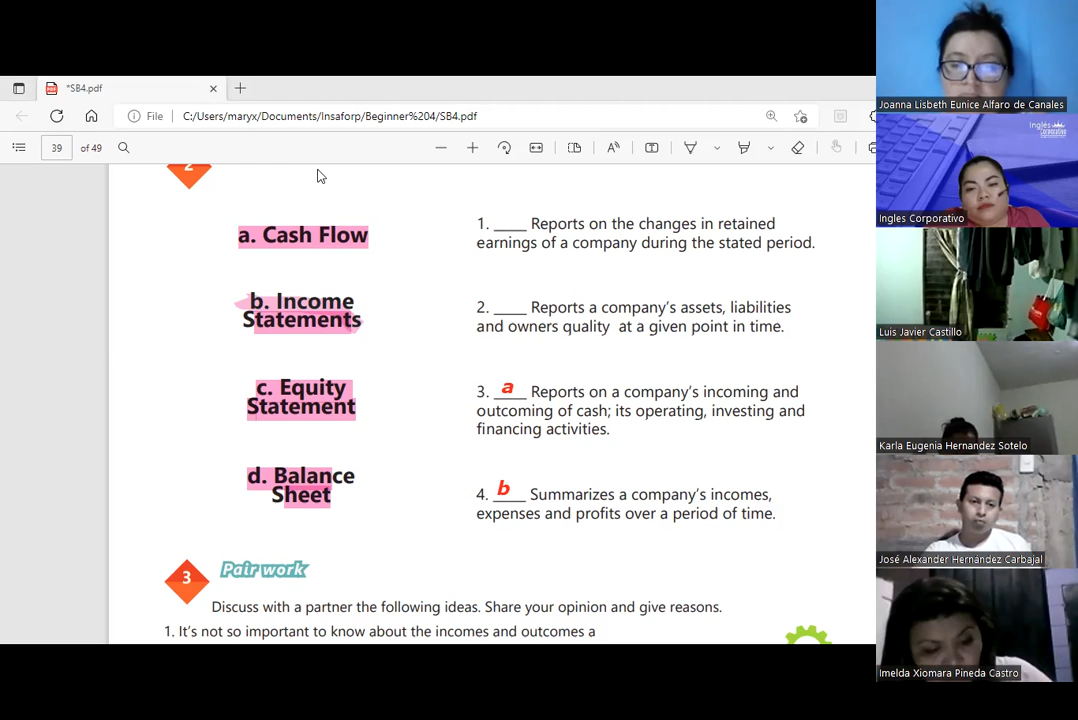 *SB4.pdf
File C:/Users/maryx/Documents/Insaforp/Beginner%204/SB4.pdf
39 of 49
2
a. Cash Flow
b. Income
Statements
c. Equity
Statement
d. Balance
Sheet
1. ____ Reports on the changes in retained
earnings of a company during the stated period.
2. ____ Reports a company's assets, liabilities
and owners quality at a given point in time.
3. a Reports on a company's incoming and
outcoming of cash; its operating, investing and
financing activities.
4. b Summarizes a company's incomes,
expenses and profits over a period of time.
3 Pair work
Discuss with a partner the following ideas. Share your opinion and give reasons.
1. It's not so important to know about the incomes and outcomes a
Joanna Lisbeth Eunice Alfaro de Canales
Inglés
Corporativo
Ingles Corporativo
Luis Javier Castillo
Karla Eugenia Hernandez Sotelo
José Alexander Hernandez Carbajal
Imelda Xiomara Pineda Castro